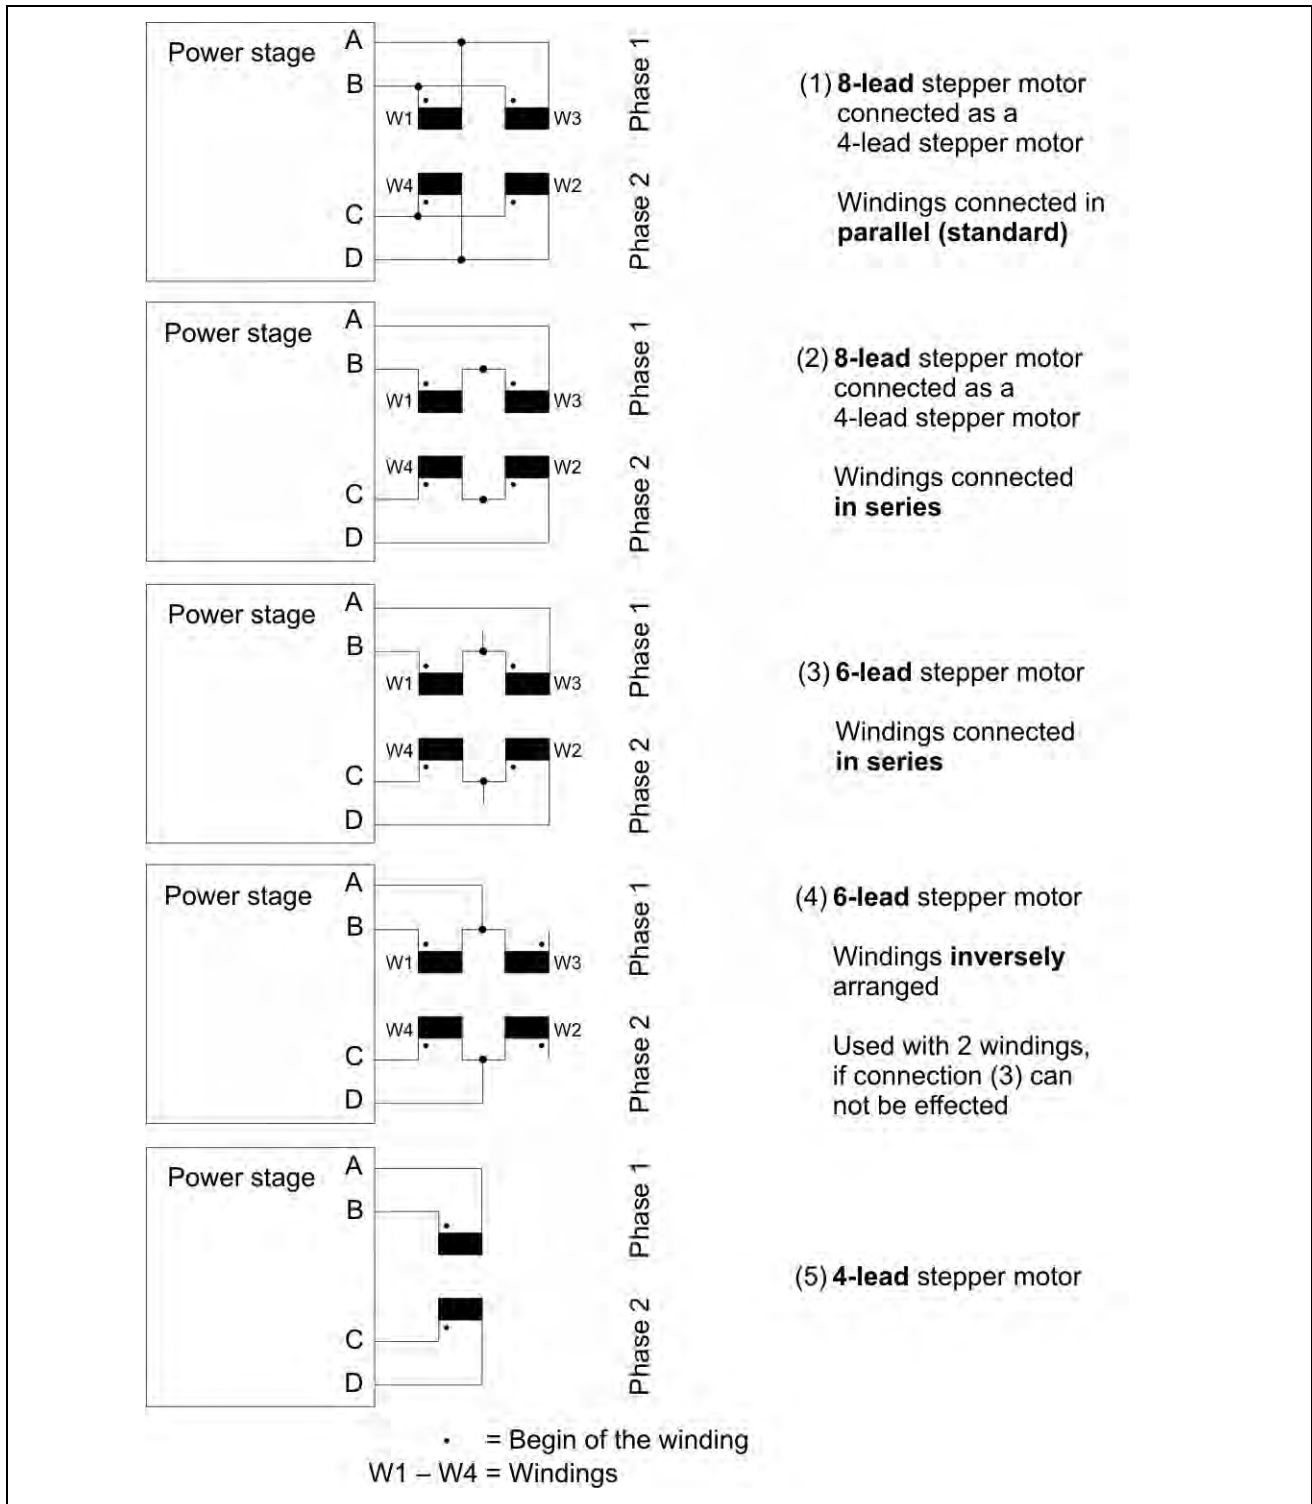 Power stage
A
B
C
D
W1
W3
W4
W2
Phase 1
Phase 2
(1) 8-lead stepper motor
connected as a
4-lead stepper motor
Windings connected in
parallel (standard)
Power stage
A
B
C
D
W1
W3
W4
W2
Phase 1
Phase 2
(2) 8-lead stepper motor
connected as a
4-lead stepper motor
Windings connected
in series
Power stage
A
B
C
D
W1
W3
W4
W2
Phase 1
Phase 2
(3) 6-lead stepper motor
Windings connected
in series
Power stage
A
B
C
D
W1
W3
W4
W2
Phase 1
Phase 2
(4) 6-lead stepper motor
Windings inversely
arranged
Used with 2 windings,
if connection (3) can
not be effected
Power stage
A
B
C
D
Phase 1
Phase 2
(5) 4-lead stepper motor
• = Begin of the winding
W1 – W4 = Windings